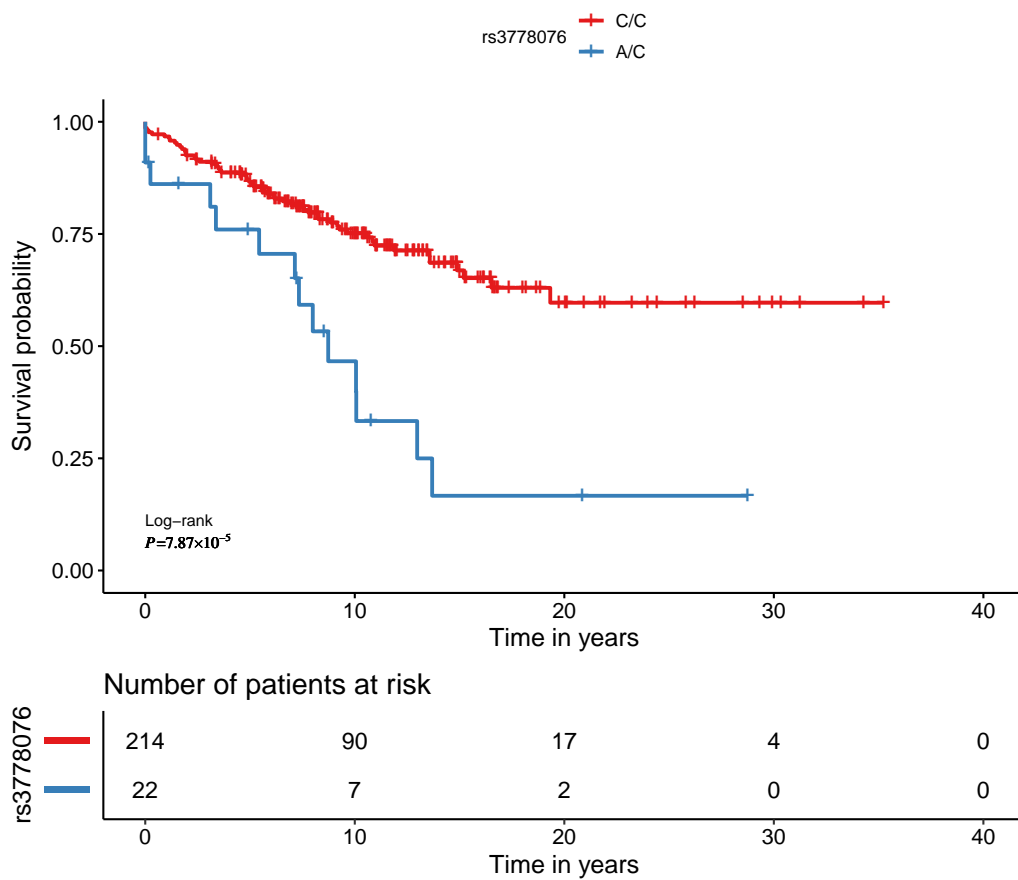 rs3778076
C/C
A/C
Survival probability
1.00
0.75
0.50
0.25
0.00
Log−rank
P=7.87×10⁻⁵
0 10 20 30 40
Time in years
Number of patients at risk
rs3778076
214 90 17 4 0
22 7 2 0 0
0 10 20 30 40
Time in years